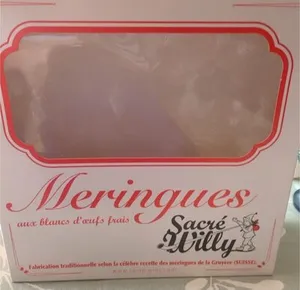 Meringues
aux blancs d'œufs frais
Sacré
Willy
Fabrication traditionnelle selon la célèbre recette des meringues de la Gruyère (SUISSE)